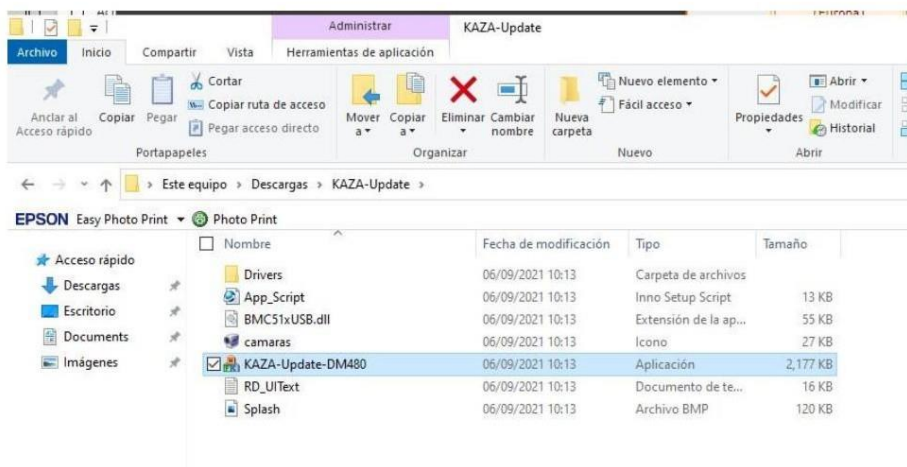 Administrar KAZA-Update
Archivo Inicio Compartir Vista Herramientas de aplicación
Anclar al Acceso rápido
Copiar
Pegar
Cortar
Copiar ruta de acceso
Pegar acceso directo
Portapapeles
Mover a
Copiar a
Eliminar
Cambiar nombre
Organizar
Nueva carpeta
Nuevo elemento
Fácil acceso
Nuevo
Propiedades
Abrir
Modificar
Historial
Abrir
Este equipo > Descargas > KAZA-Update >
EPSON Easy Photo Print Photo Print
Acceso rápido
Descargas
Escritorio
Documents
Imágenes
Nombre Fecha de modificación Tipo Tamaño
Drivers 06/09/2021 10:13 Carpeta de archivos
App_Script 06/09/2021 10:13 Inno Setup Script 13 KB
BMC51xUSB.dll 06/09/2021 10:13 Extensión de la ap... 55 KB
camaras 06/09/2021 10:13 Icono 27 KB
KAZA-Update-DM480 06/09/2021 10:13 Aplicación 2,177 KB
RD_UIText 06/09/2021 10:13 Documento de te... 16 KB
Splash 06/09/2021 10:13 Archivo BMP 120 KB